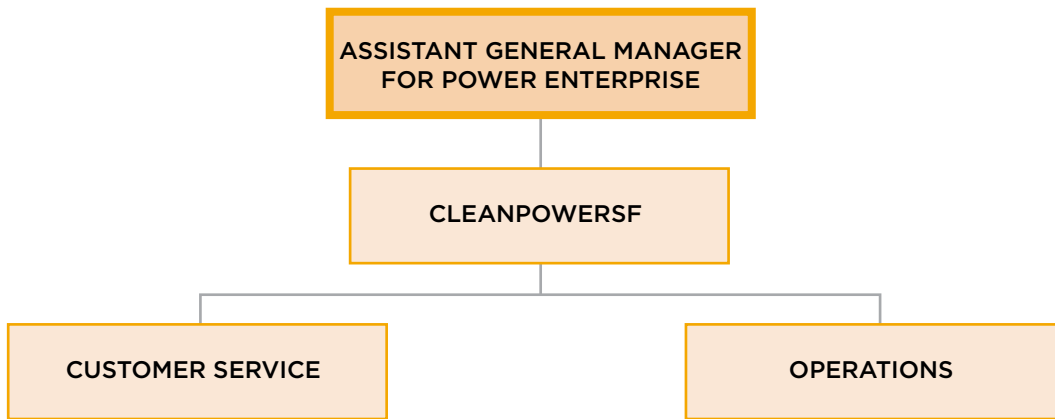 ASSISTANT GENERAL MANAGER
FOR POWER ENTERPRISE
CLEANPOWERSF
CUSTOMER SERVICE
OPERATIONS